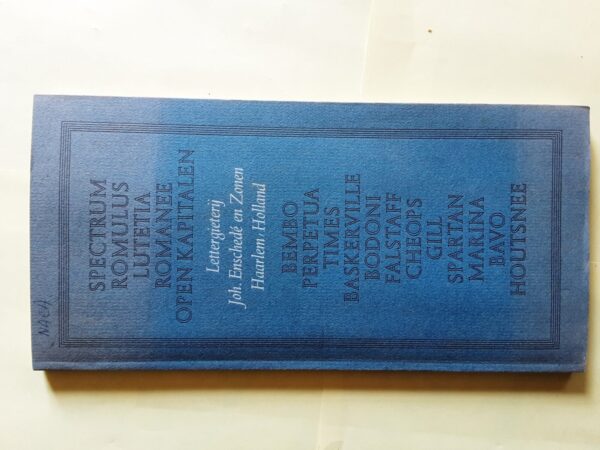 SPECTRUM
ROMULUS
LUTETIA
ROMANEE
OPEN KAPITALEN
Lettergieterij
Joh. Enschedé en Zonen
Haarlem / Holland
BEMBO
PERPETUA
TIMES
BASKERVILLE
BODONI
FALSTAFF
CHEOPS
GILL
SPARTAN
MARINA
BAVO
HOUTSNEE